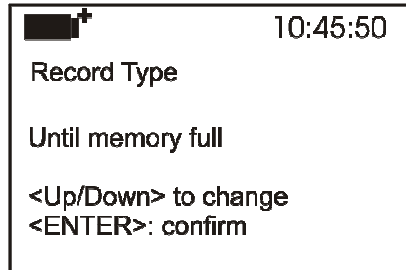 10:45:50
Record Type
Until memory full
<Up/Down> to change
<ENTER>: confirm